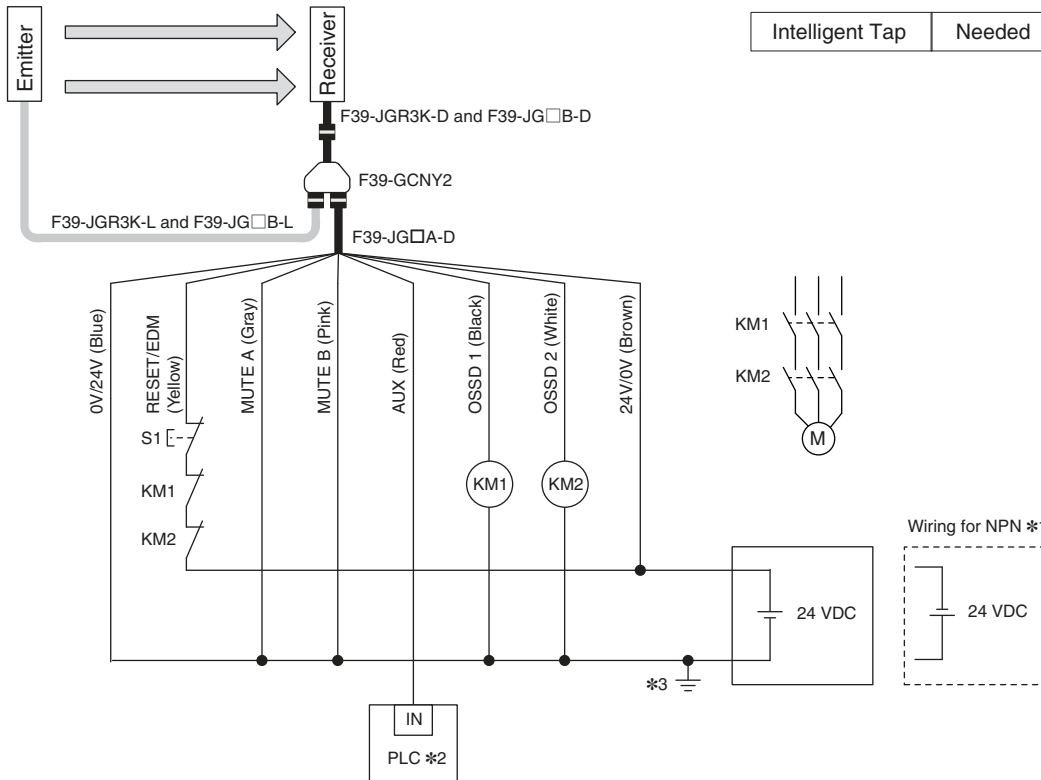 Emitter
Receiver
Intelligent Tap Needed
F39-JGR3K-D and F39-JG□B-D
F39-GCNY2
F39-JGR3K-L and F39-JG□B-L
F39-JG□A-D
0V/24V (Blue)
RESET/EDM
(Yellow)
MUTE A (Gray)
MUTE B (Pink)
AUX (Red)
OSSD 1 (Black)
OSSD 2 (White)
24V/0V (Brown)
KM1
KM2
M
S1
KM1
KM2
KM1
KM2
Wiring for NPN ✻1
24 VDC
24 VDC
✻3
IN
PLC ✻2